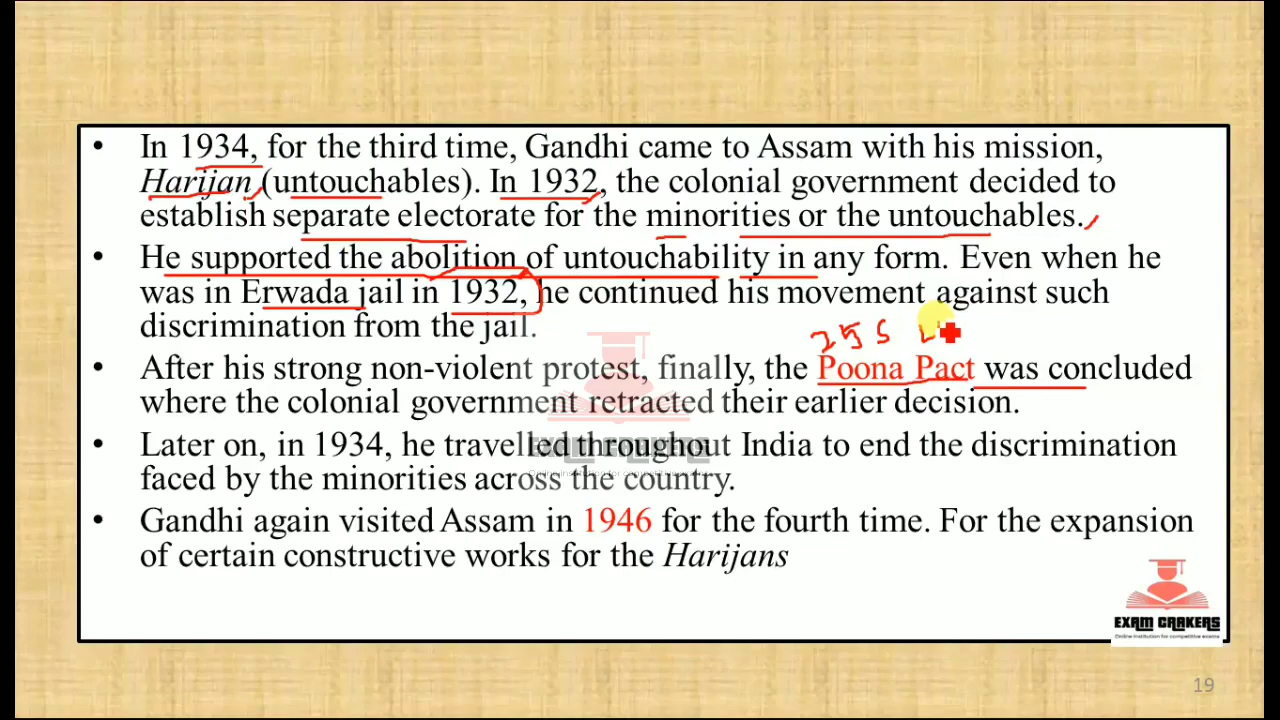 • In 1934, for the third time, Gandhi came to Assam with his mission,
Harijan (untouchables). In 1932, the colonial government decided to
establish separate electorate for the minorities or the untouchables.
• He supported the abolition of untouchability in any form. Even when he
was in Erwada jail in 1932, he continued his movement against such
discrimination from the jail.
25 S
• After his strong non-violent protest, finally, the Poona Pact was concluded
where the colonial government retracted their earlier decision.
• Later on, in 1934, he travelled throughout India to end the discrimination
faced by the minorities across the country.
• Gandhi again visited Assam in 1946 for the fourth time. For the expansion
of certain constructive works for the Harijans
EXAM CRAKERS
Online institution for competitive exams
19